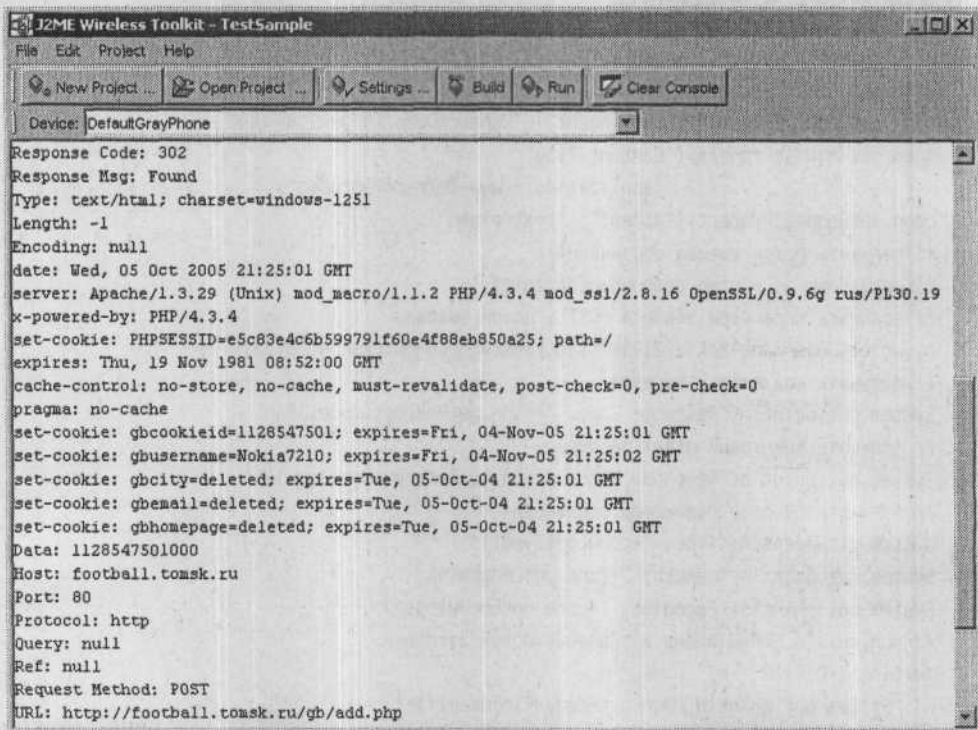 J2ME Wireless Toolkit - TestSample
File Edit Project Help
New Project ... Open Project ... Settings ... Build Run Clear Console
Device: DefaultGrayPhone
Response Code: 302
Response Msg: Found
Type: text/html; charset=windows-1251
Length: -1
Encoding: null
date: Wed, 05 Oct 2005 21:25:01 GMT
server: Apache/1.3.29 (Unix) mod_macro/1.1.2 PHP/4.3.4 mod_ssl/2.8.16 OpenSSL/0.9.6g rus/PL30.19
x-powered-by: PHP/4.3.4
set-cookie: PHPSESSID=e5c83e4c6b599791f60e4f88eb850a25; path=/
expires: Thu, 19 Nov 1981 08:52:00 GMT
cache-control: no-store, no-cache, must-revalidate, post-check=0, pre-check=0
pragma: no-cache
set-cookie: gbcookieid=1128547501; expires=Fri, 04-Nov-05 21:25:01 GMT
set-cookie: gbusername=Nokia7210; expires=Fri, 04-Nov-05 21:25:02 GMT
set-cookie: gbcity=deleted; expires=Tue, 05-Oct-04 21:25:01 GMT
set-cookie: gbemail=deleted; expires=Tue, 05-Oct-04 21:25:01 GMT
set-cookie: gbhomepage=deleted; expires=Tue, 05-Oct-04 21:25:01 GMT
Data: 1128547501000
Host: football.tomsk.ru
Port: 80
Protocol: http
Query: null
Ref: null
Request Method: POST
URL: http://football.tomsk.ru/gb/add.php